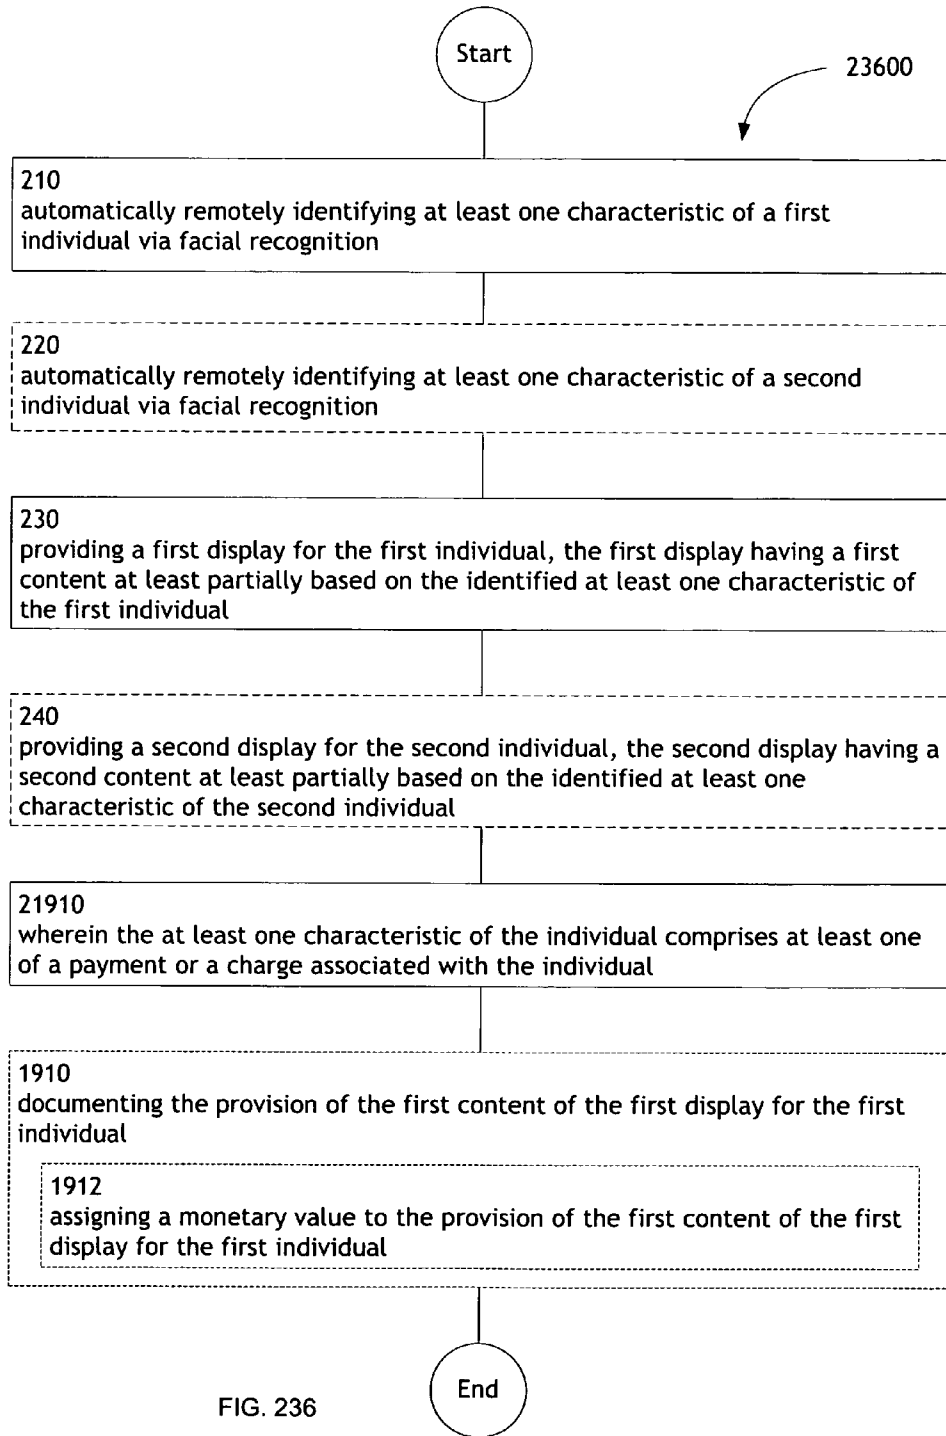 Start
23600
210
automatically remotely identifying at least one characteristic of a first
individual via facial recognition
220
automatically remotely identifying at least one characteristic of a second
individual via facial recognition
230
providing a first display for the first individual, the first display having a first
content at least partially based on the identified at least one characteristic of
the first individual
240
providing a second display for the second individual, the second display having a
second content at least partially based on the identified at least one
characteristic of the second individual
21910
wherein the at least one characteristic of the individual comprises at least one
of a payment or a charge associated with the individual
1910
documenting the provision of the first content of the first display for the first
individual
1912
assigning a monetary value to the provision of the first content of the first
display for the first individual
End
FIG. 236